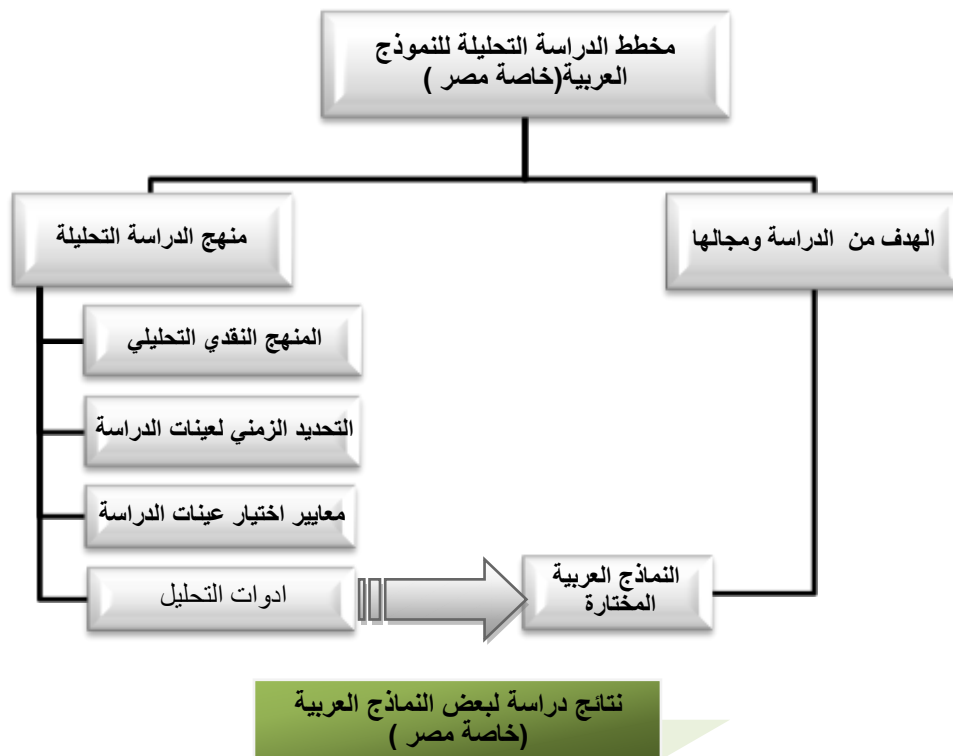 مخطط الدراسة التحليلة للنموذج
العربية(خاصة مصر )
الهدف من الدراسة ومجالها
منهج الدراسة التحليلة
المنهج النقدي التحليلي
التحديد الزمني لعينات الدراسة
معايير اختيار عينات الدراسة
ادوات التحليل
النماذج العربية
المختارة
نتائج دراسة لبعض النماذج العربية
(خاصة مصر )